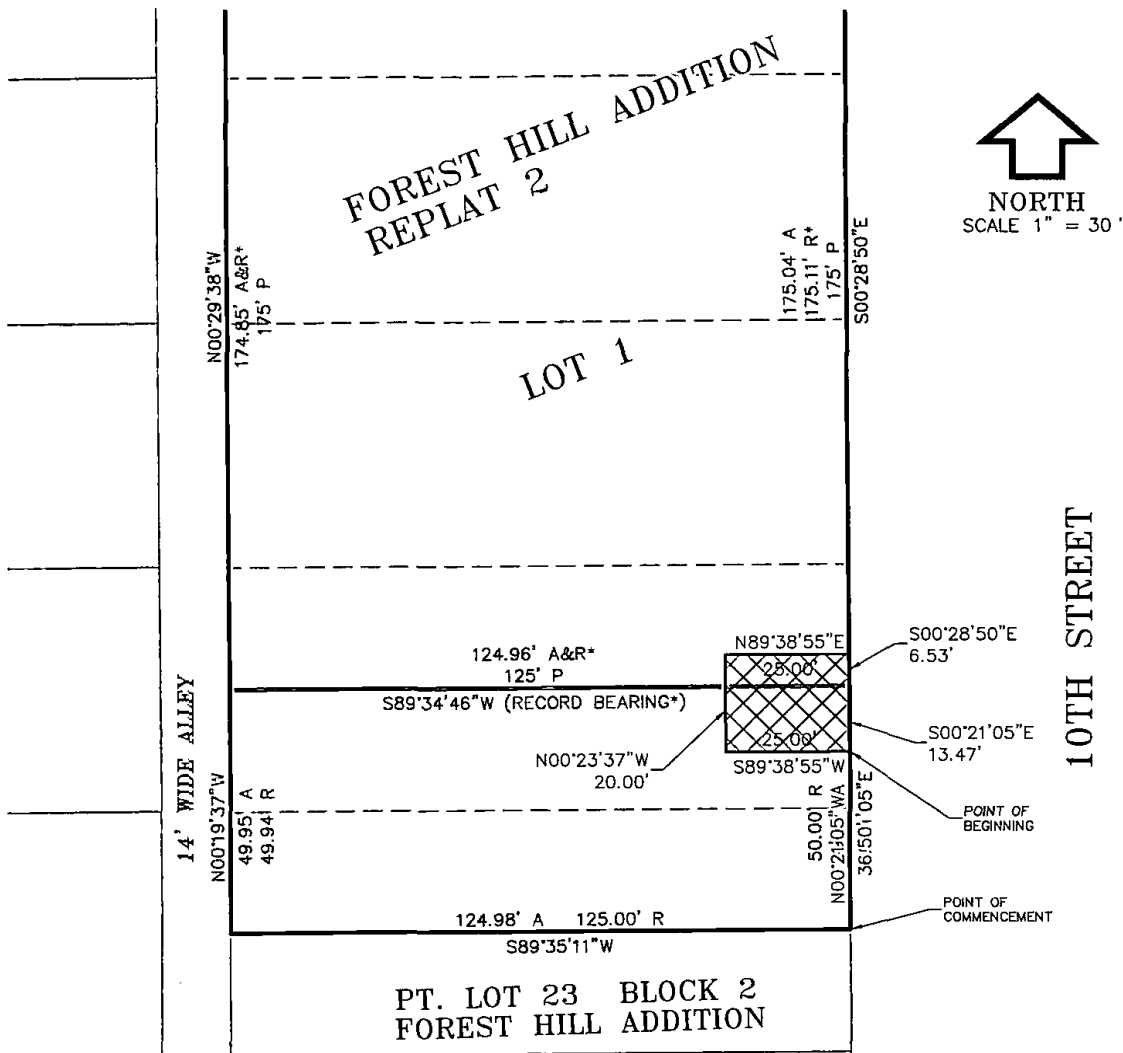 FOREST HILL ADDITION
REPLAT 2
NORTH
SCALE 1" = 30'
N00°29'38"W
174.85' A&R*
175' P
175.04' A
175.11' R*
175' P
S00°28'50"E
LOT 1
10TH STREET
124.96' A&R*
125' P
S89°34'46"W (RECORD BEARING*)
N89°38'55"E
25.00'
S00°28'50"E
6.53'
N00°23'37"W
20.00'
25.00'
S89°38'55"W
S00°21'05"E
13.47'
14' WIDE ALLEY
N00°19'37"W
49.95' A
49.94' R
50.00' R
POINT OF
BEGINNING
POINT OF
COMMENCEMENT
124.98' A 125.00' R
S89°35'11"W
PT. LOT 23 BLOCK 2
FOREST HILL ADDITION